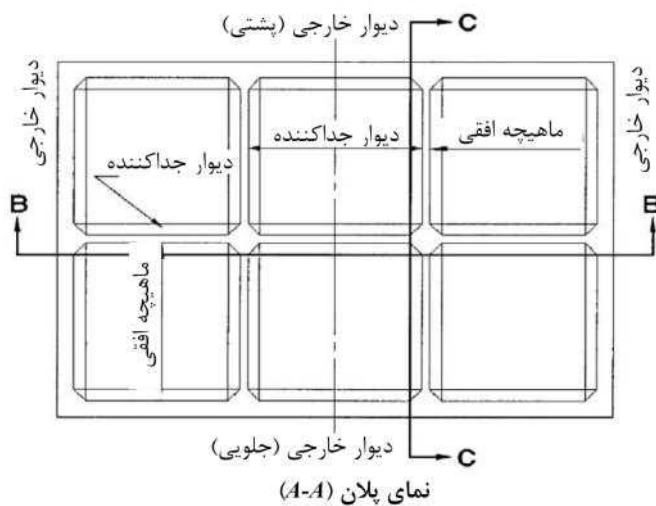 دیوار خارجی (پشتی)
C
دیوار خارجی
دیوار خارجی
دیوار جداکننده
ماهیچه افقی
دیوار جداکننده
B
ماهیچه افقی
دیوار خارجی (جلویی)
C
نمای پلان (A-A)